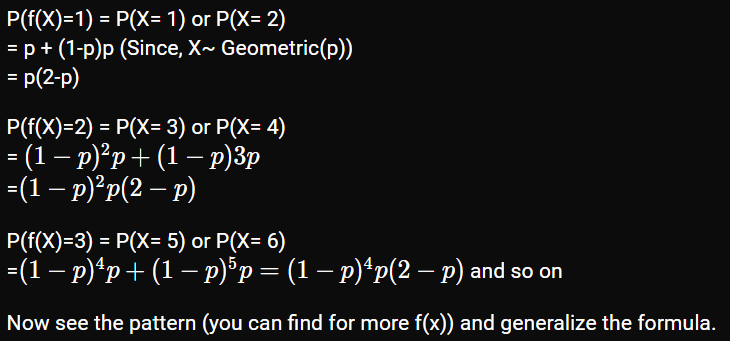 P(f(X)=1) = P(X= 1) or P(X= 2)
= p + (1-p)p (Since, X~ Geometric(p))
= p(2-p)
P(f(X)=2) = P(X= 3) or P(X= 4)
= (1 − p)²p + (1 − p)3p
=(1 − p)²p(2 − p)
P(f(X)=3) = P(X= 5) or P(X= 6)
=(1 − p)⁴p + (1 − p)⁵p = (1 − p)⁴p(2 − p) and so on
Now see the pattern (you can find for more f(x)) and generalize the formula.